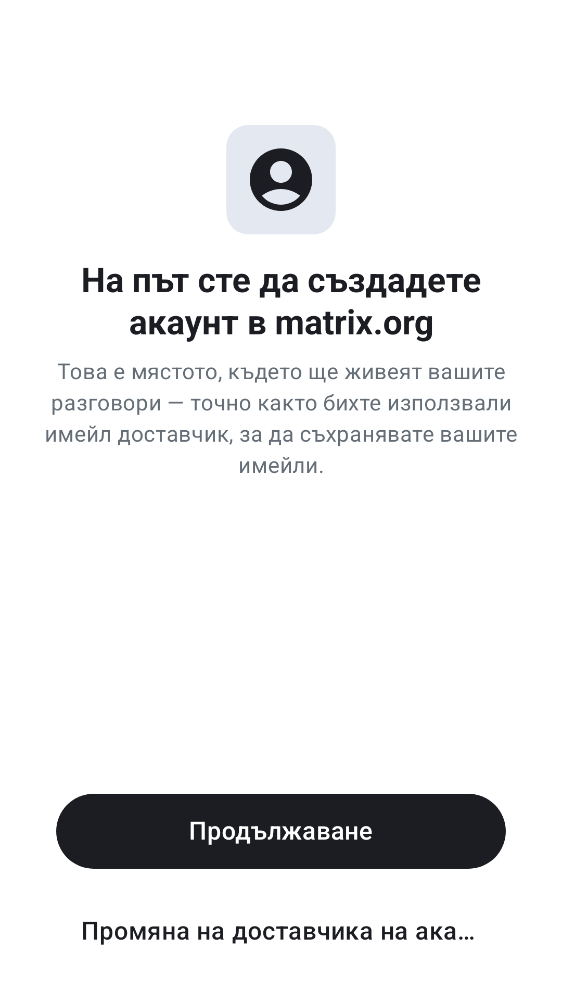 На път сте да създадете
акаунт в matrix.org
Това е мястото, където ще живеят вашите
разговори — точно както бихте използвали
имейл доставчик, за да съхранявате вашите
имейли.
Продължаване
Промяна на доставчика на ака…